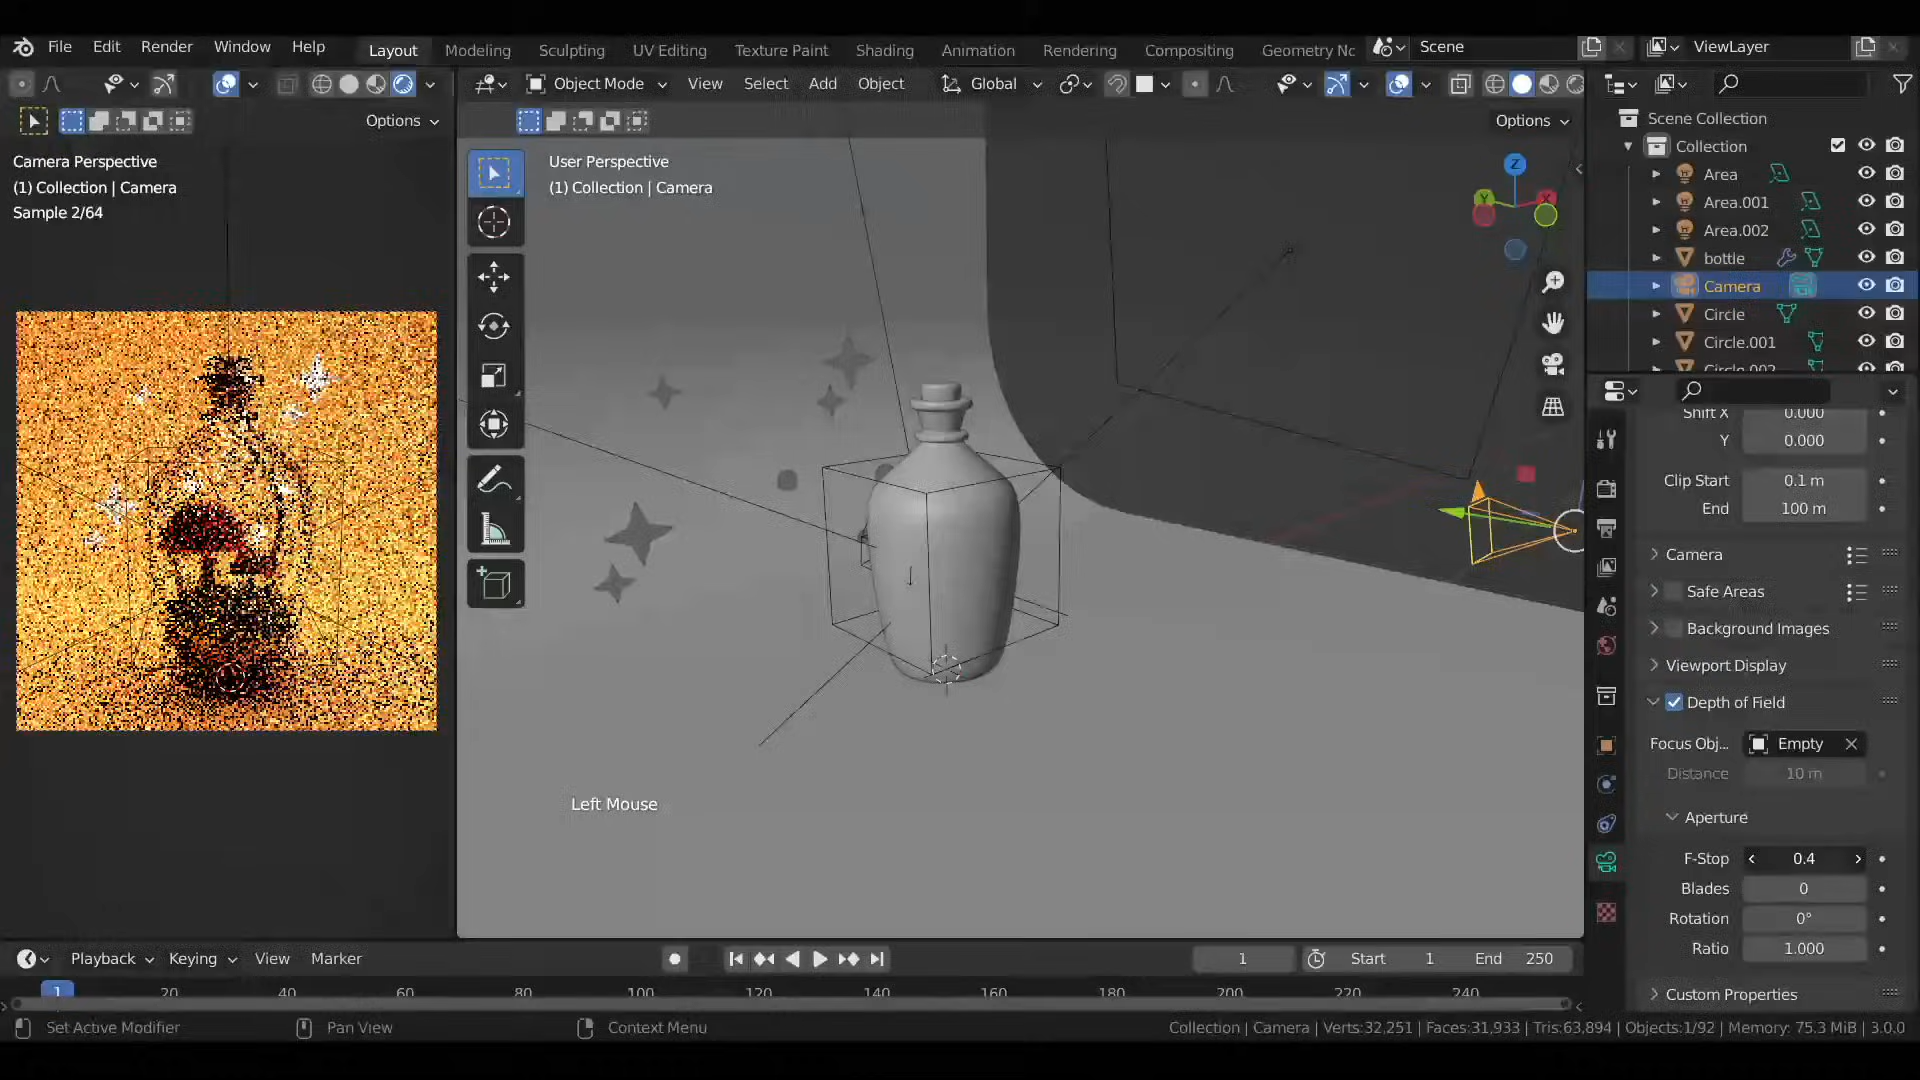 File Edit Render Window Help Layout Modeling Sculpting UV Editing Texture Paint Shading Animation Rendering Compositing Geometry Nc Scene ViewLayer
Object Mode View Select Add Object Global
Options
Options
Camera Perspective
(1) Collection | Camera
Sample 2/64
User Perspective
(1) Collection | Camera
Z
Y
X
Left Mouse
Scene Collection
Collection
Area
Area.001
Area.002
bottle
Camera
Circle
Circle.001
Circle.002
Shift X 0.000
Y 0.000
Clip Start 0.1 m
End 100 m
Camera
Safe Areas
Background Images
Viewport Display
Depth of Field
Focus Obj... Empty
Distance 10 m
Aperture
F-Stop 0.4
Blades 0
Rotation 0°
Ratio 1.000
Custom Properties
Playback Keying View Marker 1 Start 1 End 250
1 20 40 60 80 100 120 140 160 180 200 220 240
Set Active Modifier Pan View Context Menu Collection | Camera | Verts:32,251 | Faces:31,933 | Tris:63,894 | Objects:1/92 | Memory: 75.3 MiB | 3.0.0